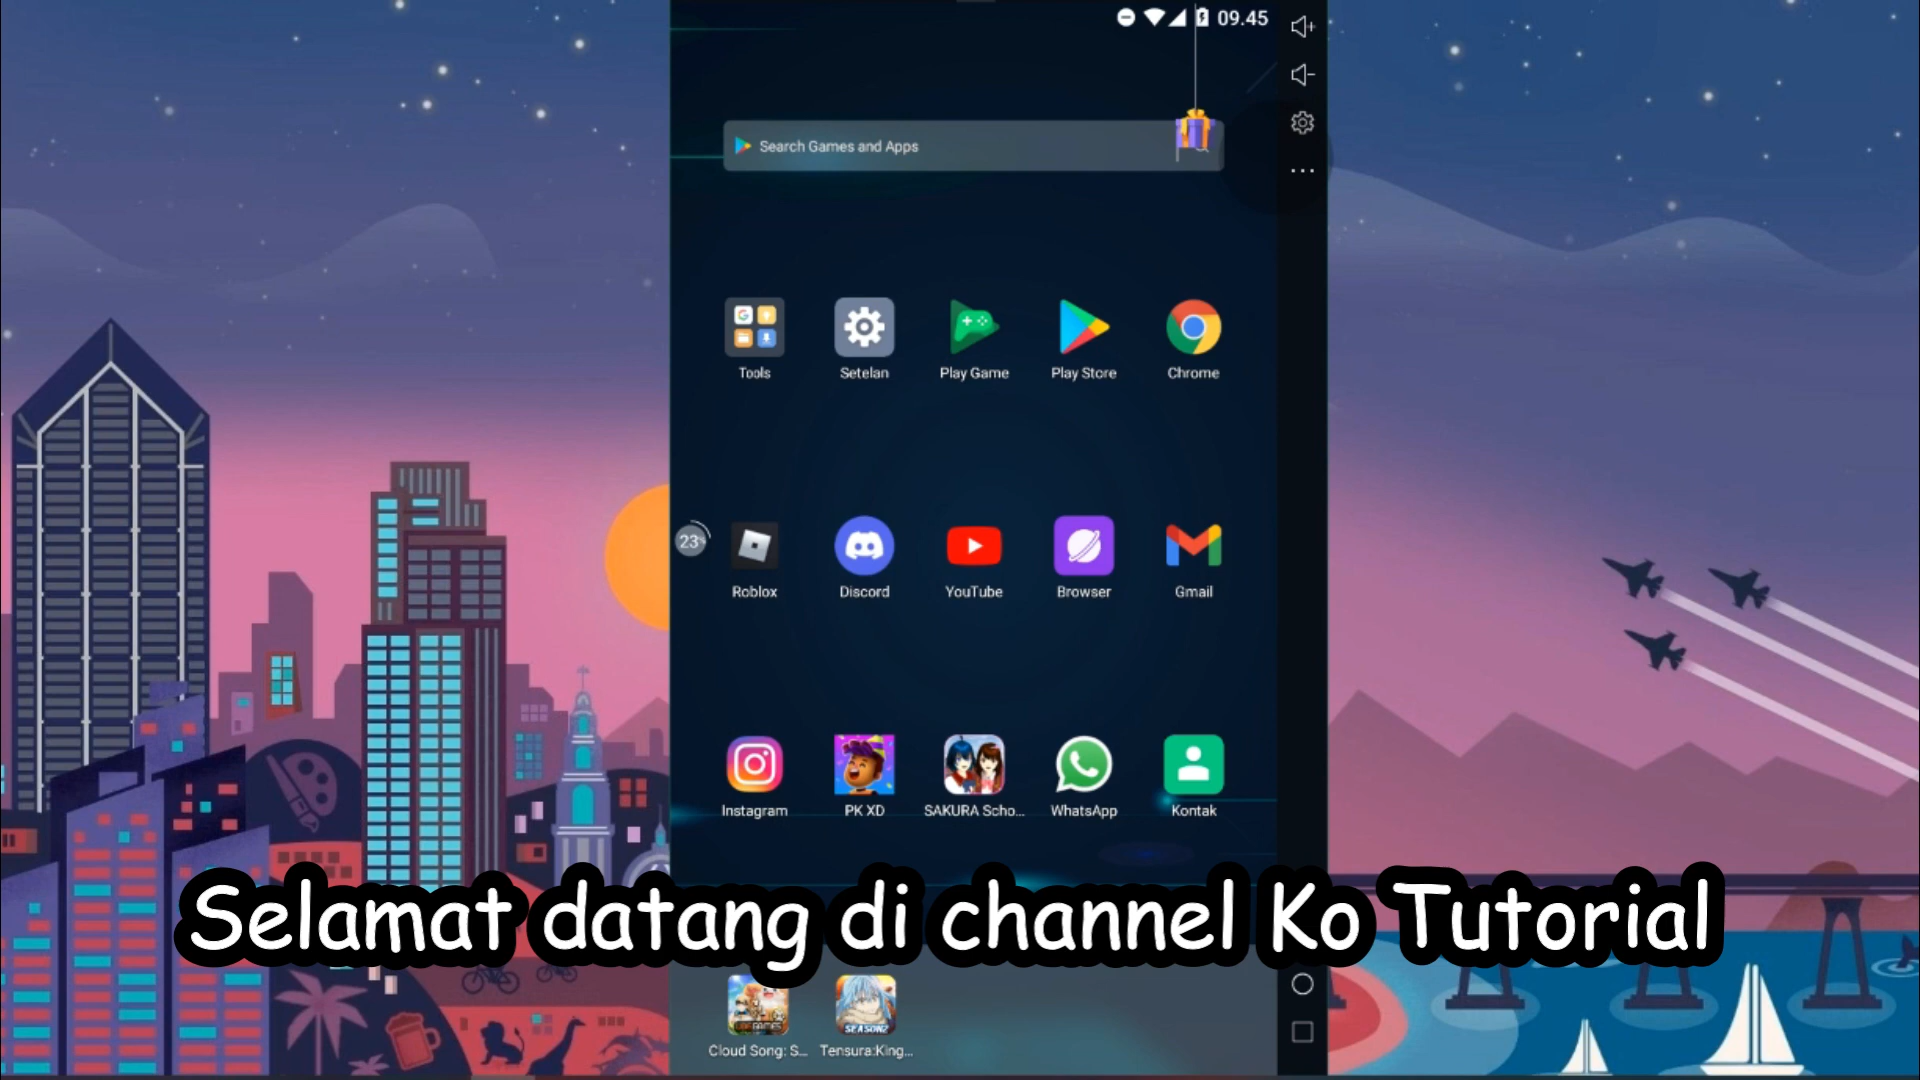 09.45
Search Games and Apps
Tools
Setelan
Play Game
Play Store
Chrome
23%
Roblox
Discord
YouTube
Browser
Gmail
Instagram
PK XD
SAKURA Scho...
WhatsApp
Kontak
Selamat datang di channel Ko Tutorial
SEASON2
Cloud Song: S...
Tensura:King...